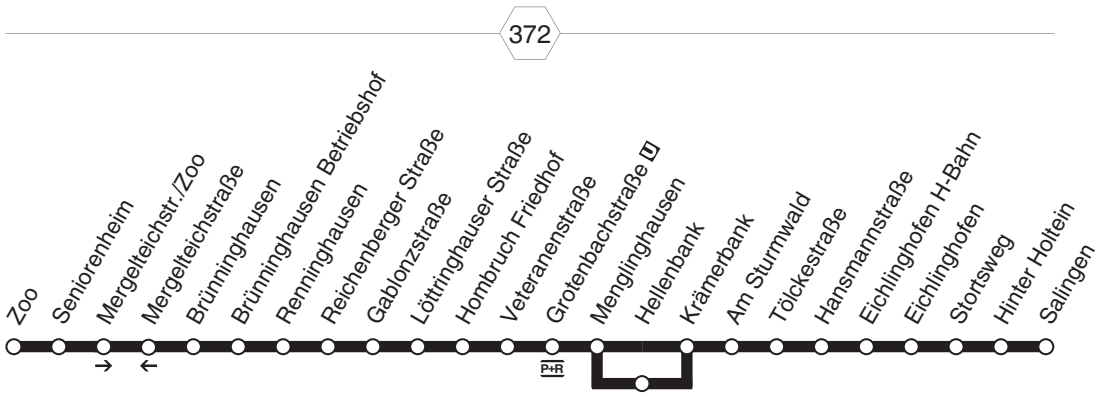 372
Zoo
Seniorenheim
Mergelteichstr./Zoo
Mergelteichstraße
Brünninghausen
Brünninghausen Betriebshof
Renninghausen
Reichenberger Straße
Gablonzstraße
Löttringhauser Straße
Hombruch Friedhof
Veteranenstraße
Grotenbachstraße U
Menglinghausen
Hellenbank
Krämerbank
Am Sturmwald
Tölckestraße
Hansmannstraße
Eichlinghofen H-Bahn
Eichlinghofen
Stortsweg
Hinter Holtein
Salingen
→ ←
P+R